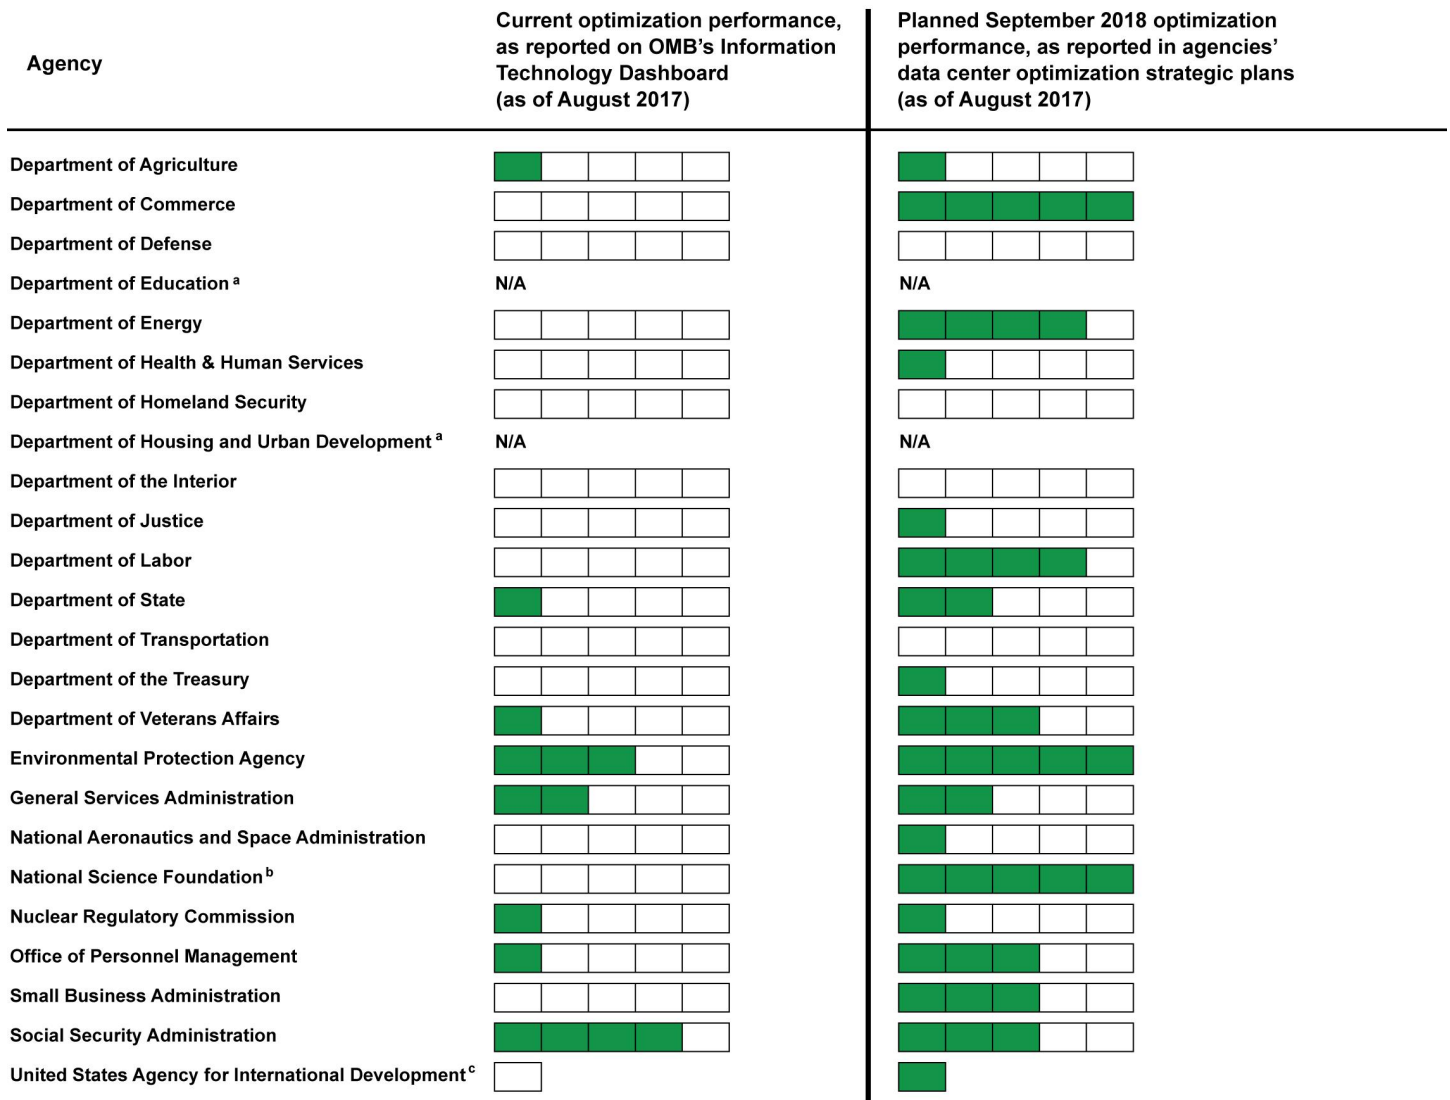 Agency
Current optimization performance,
as reported on OMB's Information
Technology Dashboard
(as of August 2017)
Planned September 2018 optimization
performance, as reported in agencies'
data center optimization strategic plans
(as of August 2017)
Department of Agriculture
Department of Commerce
Department of Defense
Department of Education a N/A N/A
Department of Energy
Department of Health & Human Services
Department of Homeland Security
Department of Housing and Urban Development a N/A N/A
Department of the Interior
Department of Justice
Department of Labor
Department of State
Department of Transportation
Department of the Treasury
Department of Veterans Affairs
Environmental Protection Agency
General Services Administration
National Aeronautics and Space Administration
National Science Foundation b
Nuclear Regulatory Commission
Office of Personnel Management
Small Business Administration
Social Security Administration
United States Agency for International Development c